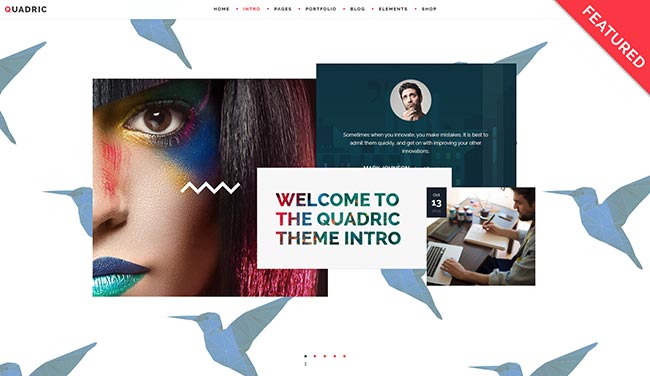 QUADRIC
HOME • INTRO • PAGES • PORTFOLIO • BLOG • ELEMENTS • SHOP
FEATURED
Sometimes when you innovate, you make mistakes. It is best to
admit them quickly, and get on with improving your other
innovations.
MARK JOHNSON
WELCOME TO
THE QUADRIC
THEME INTRO
Oct
13
1